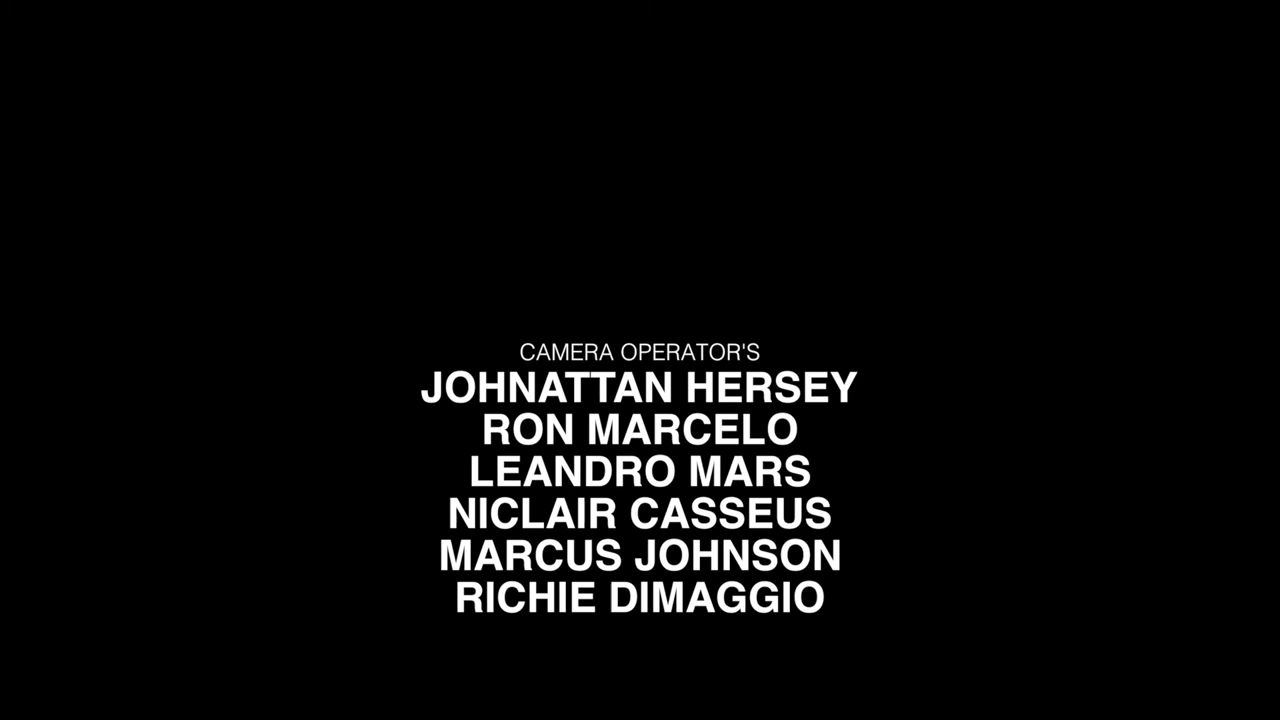 CAMERA OPERATOR'S
JOHNATTAN HERSEY
RON MARCELO
LEANDRO MARS
NICLAIR CASSEUS
MARCUS JOHNSON
RICHIE DIMAGGIO